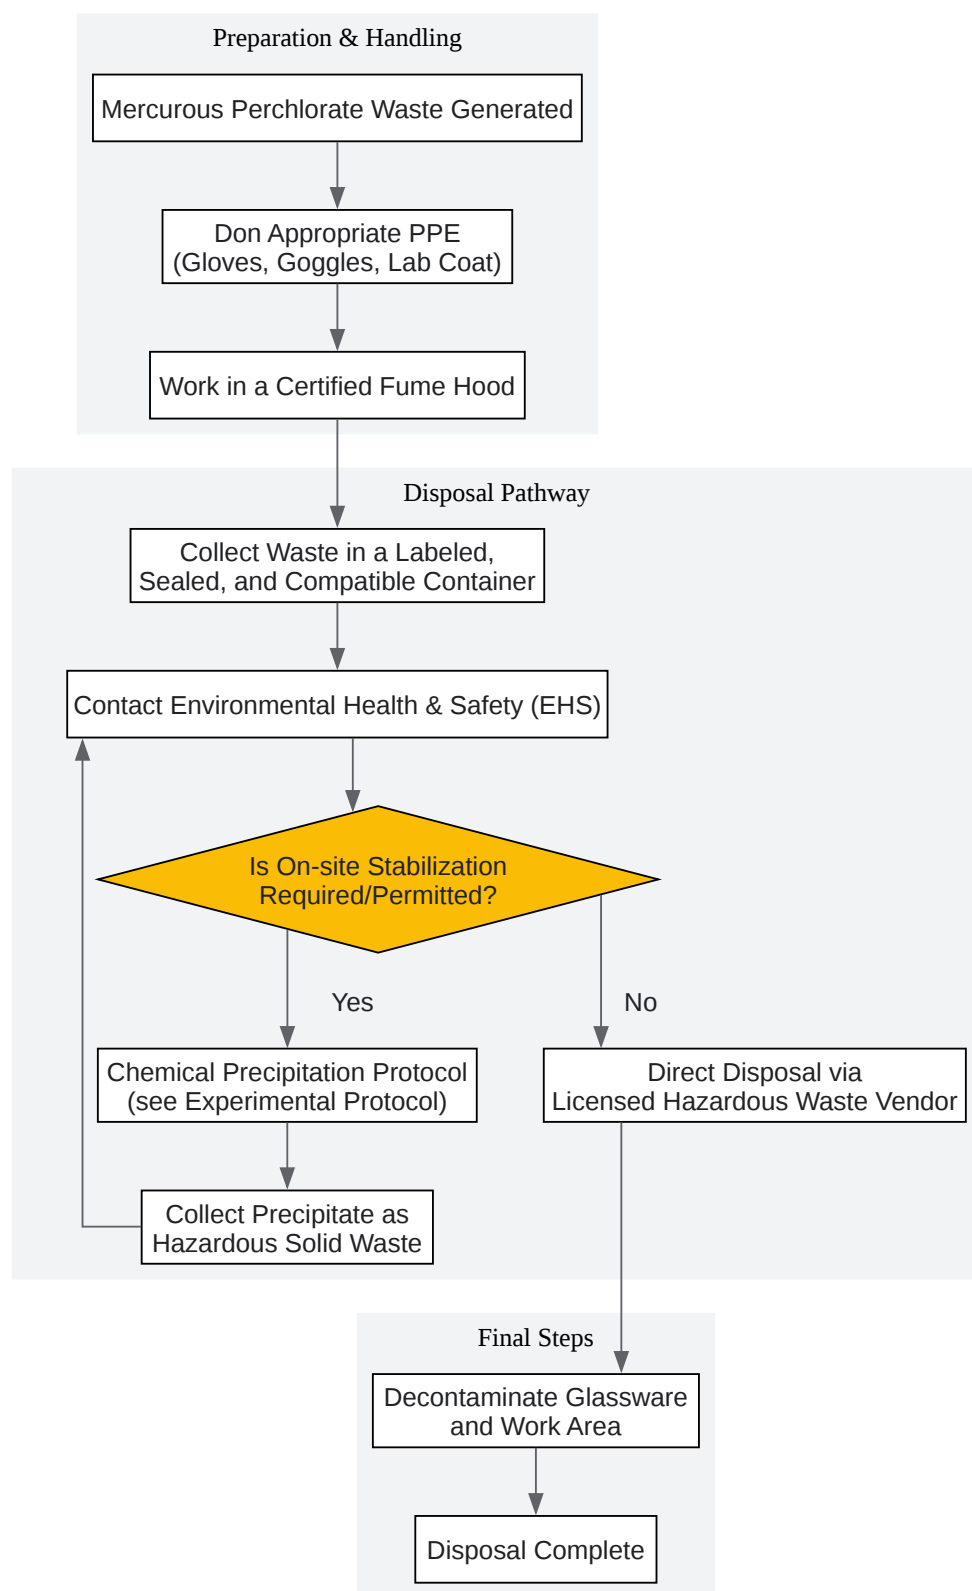 Preparation & Handling
Mercurous Perchlorate Waste Generated
Don Appropriate PPE
(Gloves, Goggles, Lab Coat)
Work in a Certified Fume Hood
Disposal Pathway
Collect Waste in a Labeled,
Sealed, and Compatible Container
Contact Environmental Health & Safety (EHS)
Is On-site Stabilization
Required/Permitted?
Yes
No
Chemical Precipitation Protocol
(see Experimental Protocol)
Direct Disposal via
Licensed Hazardous Waste Vendor
Collect Precipitate as
Hazardous Solid Waste
Final Steps
Decontaminate Glassware
and Work Area
Disposal Complete